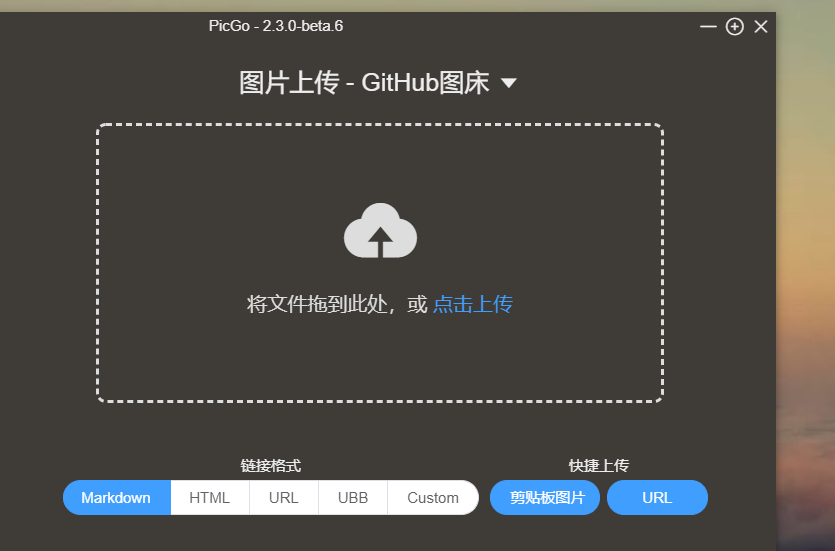 PicGo - 2.3.0-beta.6
图片上传 - GitHub图床
将文件拖到此处，或 点击上传
链接格式 快捷上传
Markdown HTML URL UBB Custom 剪贴板图片 URL